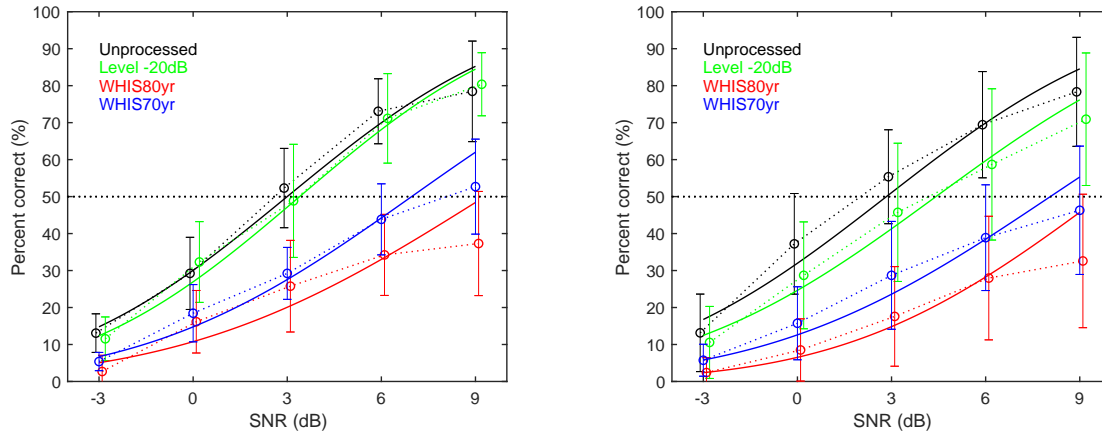 100
90
80
70
60
50
40
30
20
10
0
Percent correct (%)
Unprocessed
Level -20dB
WHIS80yr
WHIS70yr
-3 0 3 6 9
SNR (dB)
100
90
80
70
60
50
40
30
20
10
0
Percent correct (%)
Unprocessed
Level -20dB
WHIS80yr
WHIS70yr
-3 0 3 6 9
SNR (dB)